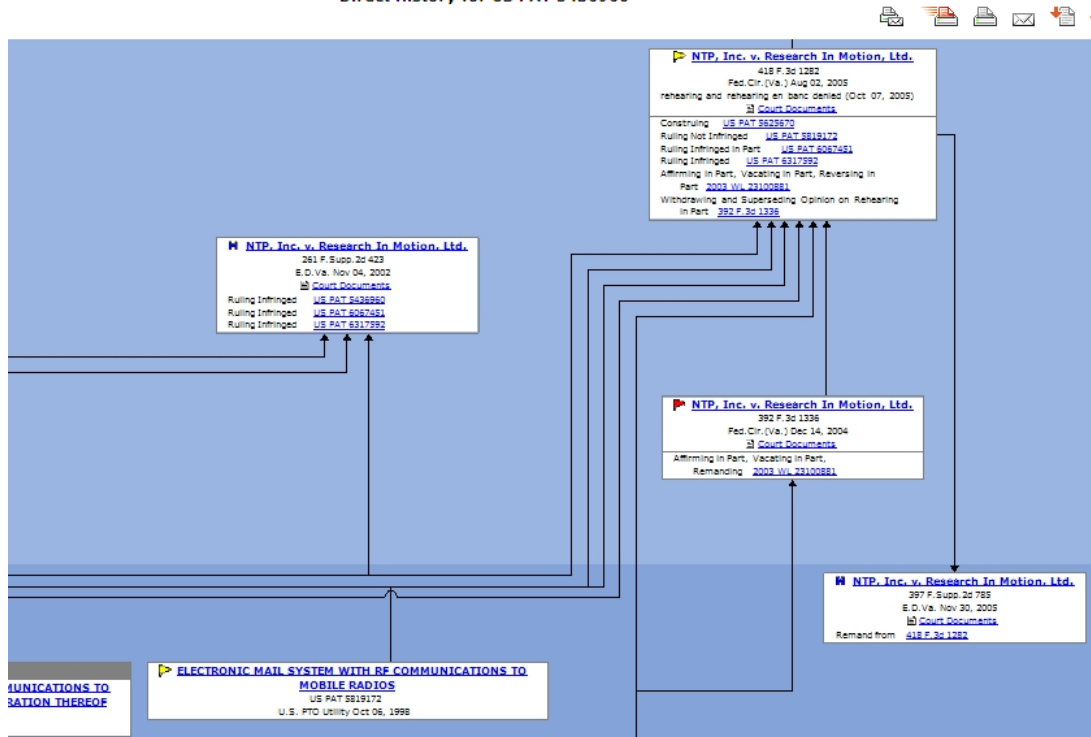 Direct History for US PAT 5436960
NTP, Inc. v. Research In Motion, Ltd.
418 F.3d 1282
Fed.Cir.(Va.) Aug 02, 2005
rehearing and rehearing en banc denied (Oct 07, 2005)
Court Documents
Construing US PAT 5625670
Ruling Not Infringed US PAT 5819172
Ruling Infringed in Part US PAT 6067451
Ruling Infringed US PAT 6317592
Affirming in Part, Vacating in Part, Reversing in
Part 2003 WL 23100881
Withdrawing and Superseding Opinion on Rehearing
in Part 392 F.3d 1336
NTP, Inc. v. Research In Motion, Ltd.
261 F.Supp.2d 423
E.D.Va. Nov 04, 2002
Court Documents
Ruling Infringed US PAT 5436960
Ruling Infringed US PAT 6067451
Ruling Infringed US PAT 6317592
NTP, Inc. v. Research In Motion, Ltd.
392 F.3d 1336
Fed.Cir.(Va.) Dec 14, 2004
Court Documents
Affirming in Part, Vacating in Part,
Remanding 2003 WL 23100881
NTP, Inc. v. Research In Motion, Ltd.
397 F.Supp.2d 785
E.D.Va. Nov 30, 2005
Court Documents
Remand from 418 F.3d 1282
MUNICATIONS TO
RATION THEREOF
ELECTRONIC MAIL SYSTEM WITH RF COMMUNICATIONS TO
MOBILE RADIOS
US PAT 5819172
U.S. PTO Utility Oct 06, 1998